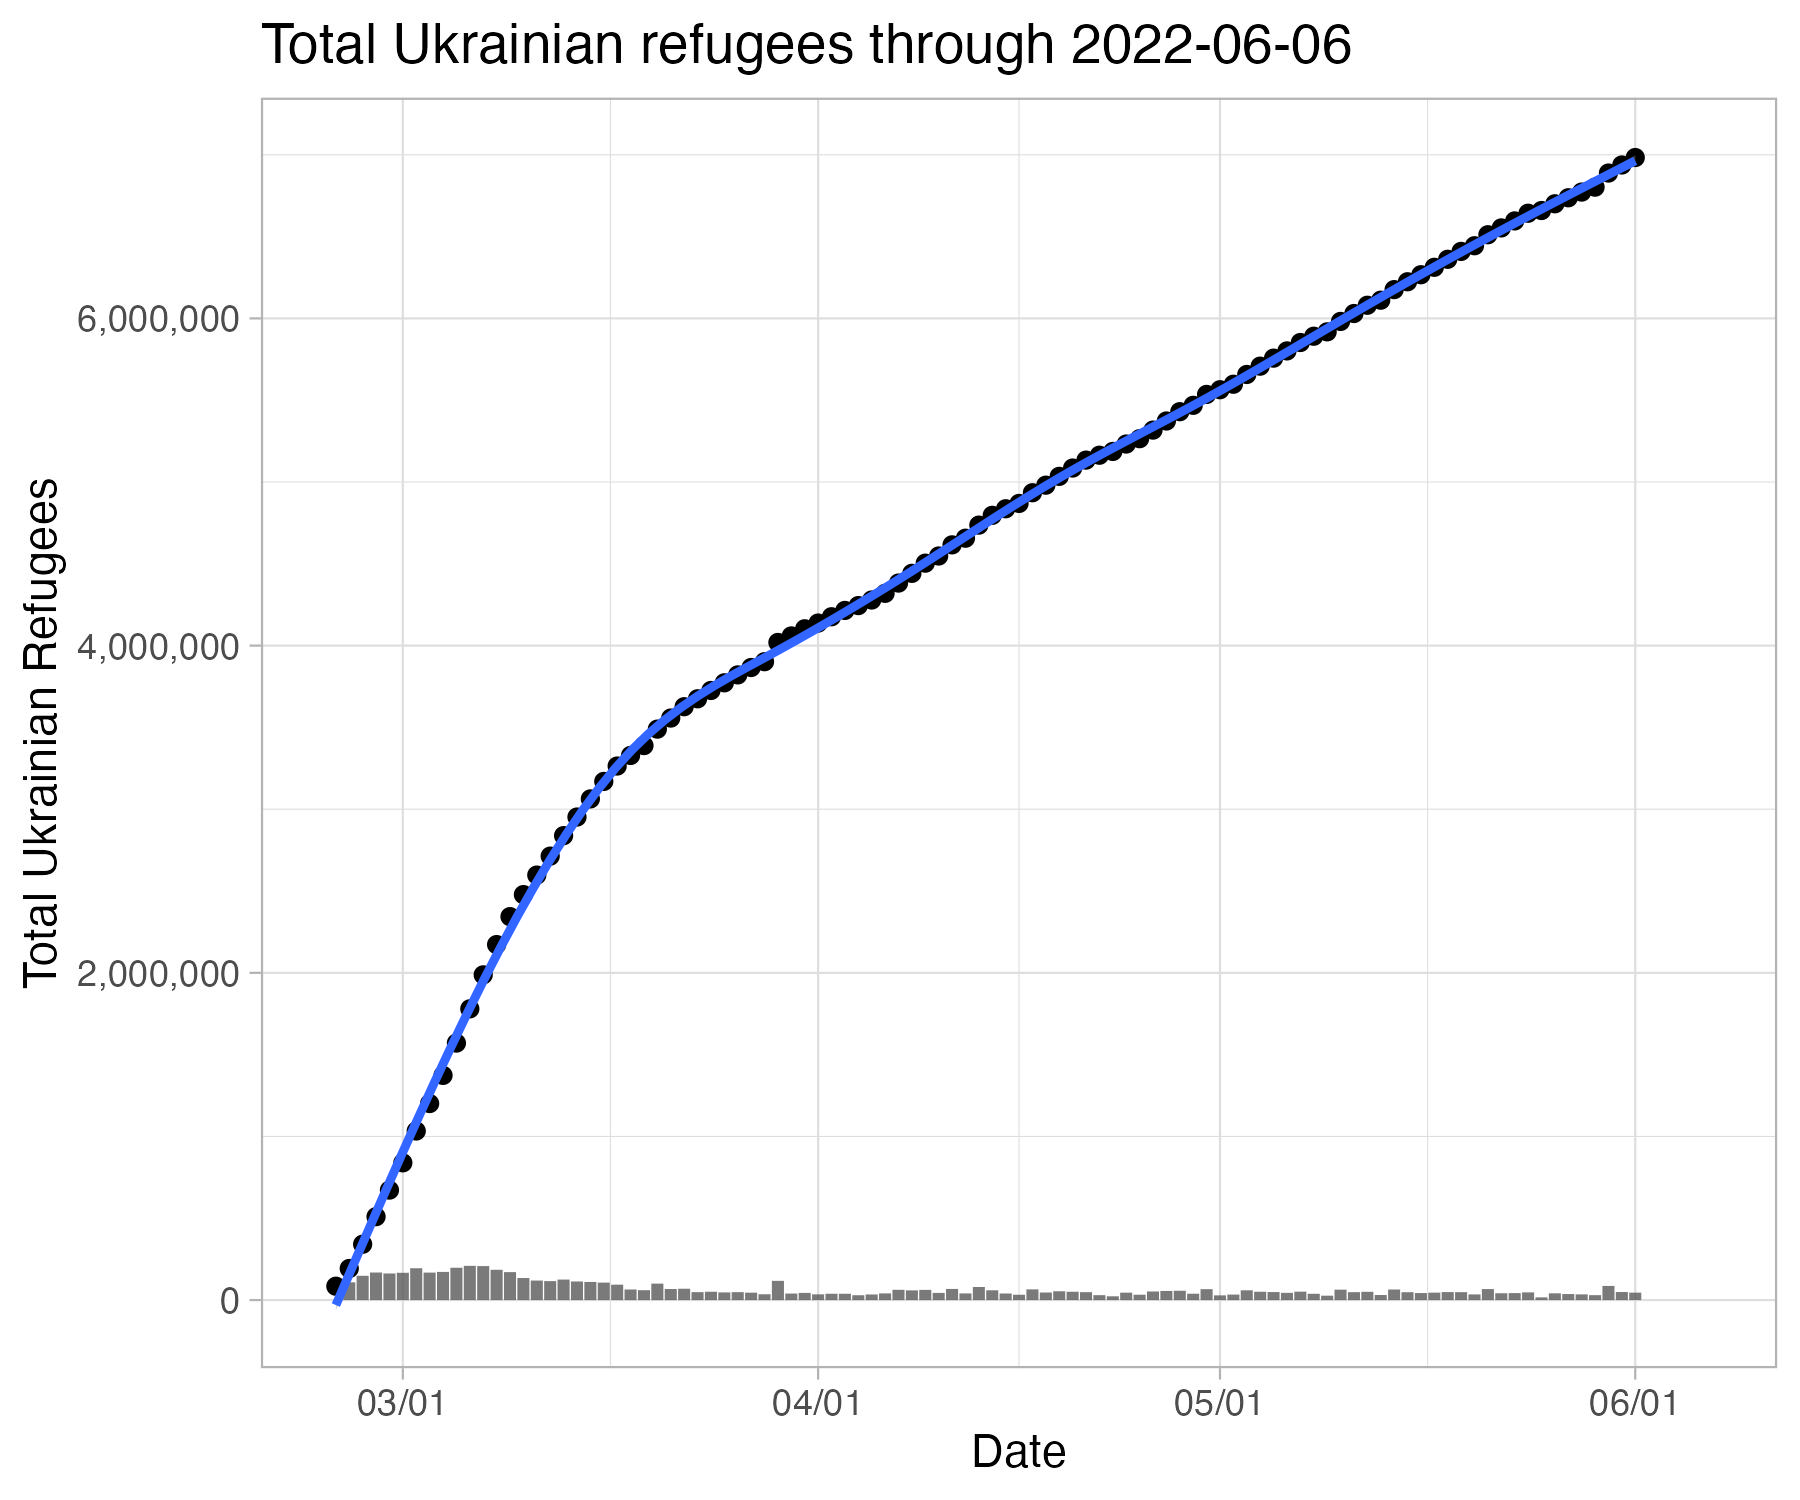 Total Ukrainian refugees through 2022-06-06
Total Ukrainian Refugees
6,000,000
4,000,000
2,000,000
0
03/01
04/01
05/01
06/01
Date